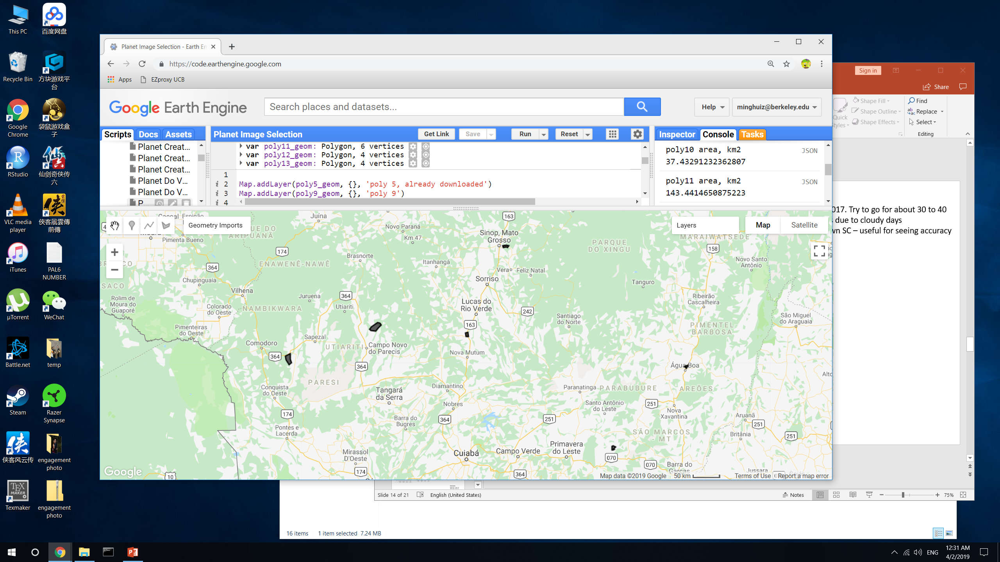 This PC
百度网盘
Recycle Bin
方块游戏平台
Google Chrome
袋鼠游戏盒子
RStudio
仙剑奇侠传六
VLC media player
俠客風雲傳前傳
iTunes
PAL6 NUMBER
µTorrent
WeChat
Battle.net
temp
Steam
Razer Synapse
侠客风云传
engagement photo
Texmaker
engagement photo
Planet Image Selection - Earth En
https://code.earthengine.google.com
Apps
EZproxy UCB
Google Earth Engine
Search places and datasets...
Help
minghuiz@berkeley.edu
Scripts
Docs
Assets
Planet Creat...
Planet Creat...
Planet Creat...
Planet Do V...
Planet Do V...
P...
Planet Image Selection
Get Link
Save
Run
Reset
var poly11_geom: Polygon, 6 vertices
var poly12_geom: Polygon, 4 vertices
var poly13_geom: Polygon, 4 vertices
1
2 Map.addLayer(poly5_geom, {}, 'poly 5, already downloaded')
3 Map.addLayer(poly9_geom, {}, 'poly 9')
4
Inspector
Console
Tasks
poly10 area, km2
JSON
37.43291232362807
poly11 area, km2
JSON
143.4414650875223
Geometry Imports
Layers
Map
Satellite
Espigão
Juína
163
ARIPUANÃ
Pimenta Bueno
Novo Paraná
Km 47
Sinop, Mato Grosso
PARQUE DO XINGU
MARAIWATSEDE
158
174
Brasnorte
ENAWENÊ-NAWÊ
Itanhangá
364
Vera
Feliz Natal
Novo Santo Antônio
Chupinguaia
Sorriso
Tanguro
Vilhena
Rolim de Moura do Guaporé
Juruena
364
Utiariti
Lucas do Rio Verde
Ribeirão Cascalheira
Colorado do Oeste
NAMBIKWARA
242
Santiago do Norte
São Miguel do Araguaia
Pimenteiras do Oeste
163
PIMENTEL BARBOSA
Sapezal
Comodoro
UTIARITI
Campo Novo do Parecis
364
Nova Mutum
364
Água Boa
PARESI
Conquista do Oeste
Tangará da Serra
Diamantino
Paranatinga
PARABUBURE
AREÕES
Nobres
Santo Antônio do Leste
251
Nova Xavantina
174
Barra do Bugres
364
251
Aruanã
251
Pontes e Lacerda
SÃO MARCOS - MT
Britânia
251
Primavera do Leste
Mirassol D'Oeste
Cuiabá
Campo Verde
070
070
Barra do Garças
174
364
Jussara
10
Google
Map data ©2019 Google
50 km
Terms of Use
Report a map error
Sign in
Share
Quick Styles
Shape Fill
Shape Outline
Shape Effects
Find
Replace
Select
Editing
017. Try to go for about 30 to 40
due to cloudy days
wn SC – useful for seeing accuracy
Slide 14 of 21
English (United States)
Notes
75%
16 items
1 item selected 7.24 MB
ENG
12:31 AM
4/2/2019